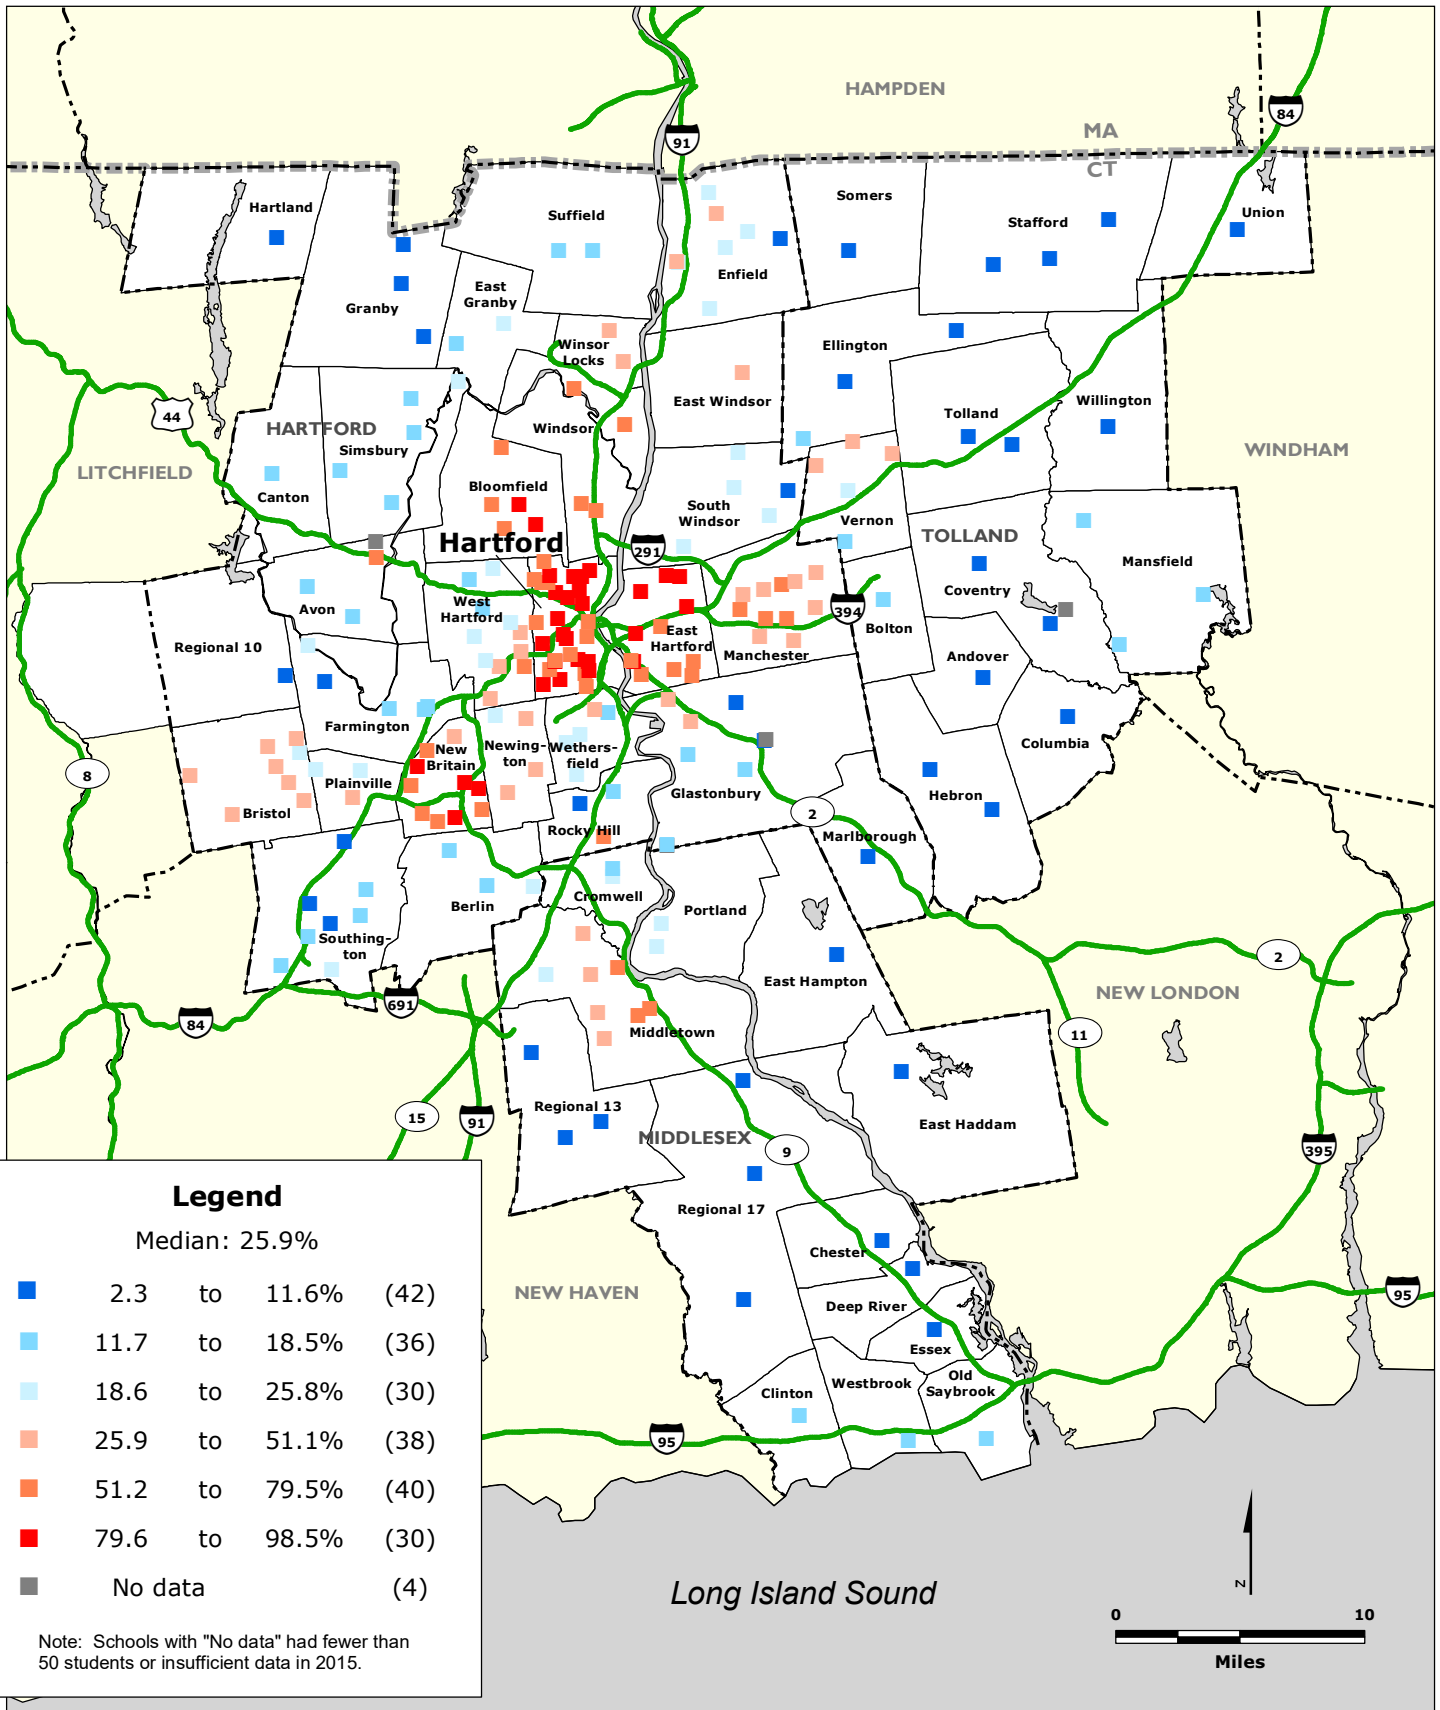 HAMPDEN
84
MA
91
CT
Hartland
Suffield
Somers
Stafford
Union
Enfield
East
Granby
Granby
Winsor
Locks
Ellington
East Windsor
Willington
Tolland
44
HARTFORD
Windsor
Simsbury
WINDHAM
LITCHFIELD
Bloomfield
Canton
South
Windsor
Vernon
TOLLAND
Hartford
291
Mansfield
Coventry
Avon
West
Hartford
394
Bolton
East
Hartford
Regional 10
Manchester
Andover
Farmington
Columbia
New
Britain
Newing-
ton
Wethers-
field
8
Plainville
Glastonbury
Hebron
Bristol
2
Rocky Hill
Marlborough
Cromwell
Berlin
Portland
Southing-
ton
2
East Hampton
NEW LONDON
691
84
Middletown
11
Regional 13
15
91
East Haddam
MIDDLESEX
9
395
Regional 17
Chester
NEW HAVEN
95
Deep River
Essex
Old
Saybrook
Westbrook
Clinton
95
Legend
Median: 25.9%
2.3 to 11.6% (42)
11.7 to 18.5% (36)
18.6 to 25.8% (30)
25.9 to 51.1% (38)
51.2 to 79.5% (40)
79.6 to 98.5% (30)
No data (4)
Note: Schools with "No data" had fewer than
50 students or insufficient data in 2015.
Long Island Sound
N
0 10
Miles